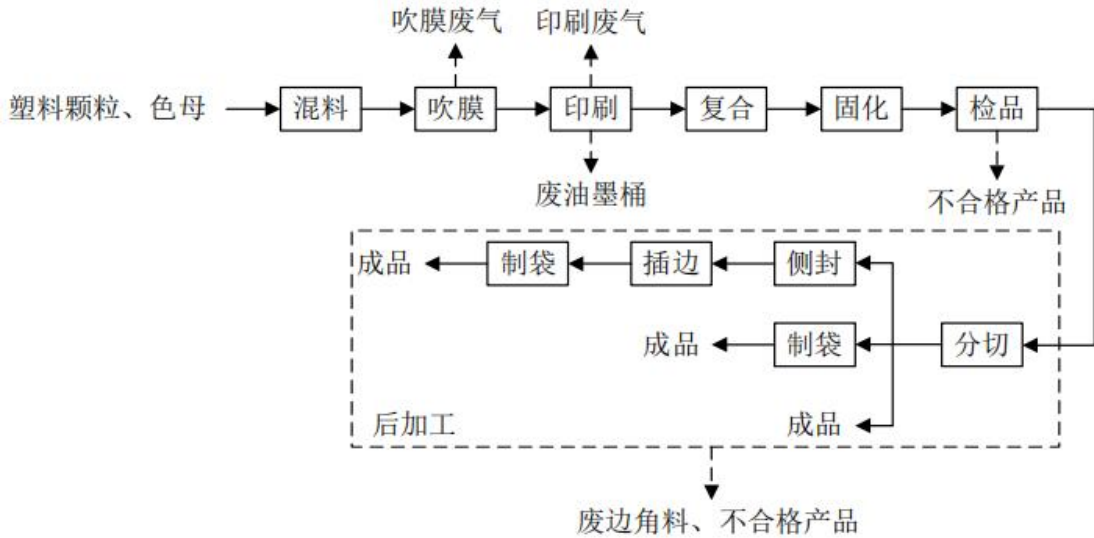 吹膜废气
印刷废气
塑料颗粒、色母
混料
吹膜
印刷
复合
固化
检品
废油墨桶
不合格产品
成品
制袋
插边
侧封
成品
制袋
分切
后加工
成品
废边角料、不合格产品